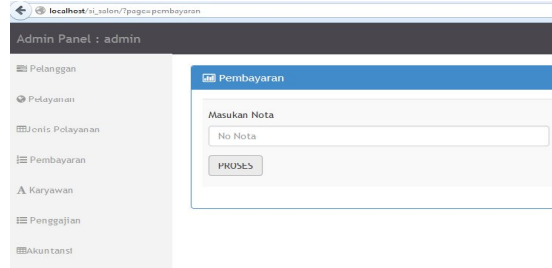 localhost/si_salon/?page=pembayaran
Admin Panel : admin
Pelanggan
Pelayanan
Jenis Pelayanan
Pembayaran
Karyawan
Penggajian
Akuntansi
Pembayaran
Masukan Nota
No Nota
PROSES